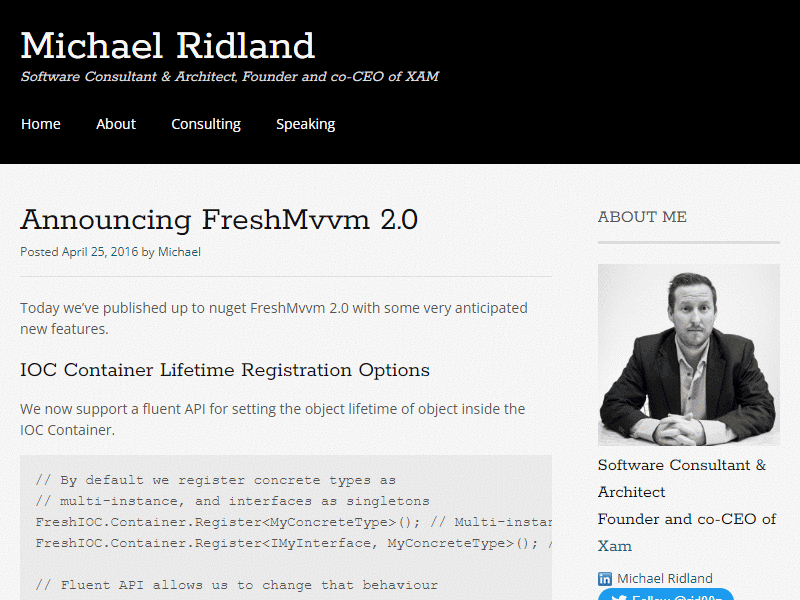 Michael Ridland
Software Consultant & Architect, Founder and co-CEO of XAM
Home About Consulting Speaking
Announcing FreshMvvm 2.0
Posted April 25, 2016 by Michael
Today we've published up to nuget FreshMvvm 2.0 with some very anticipated
new features.
IOC Container Lifetime Registration Options
We now support a fluent API for setting the object lifetime of object inside the
IOC Container.
// By default we register concrete types as
// multi-instance, and interfaces as singletons
FreshIOC.Container.Register<MyConcreteType>(); // Multi-instan
FreshIOC.Container.Register<IMyInterface, MyConcreteType>(); /
// Fluent API allows us to change that behaviour
ABOUT ME
Software Consultant &
Architect
Founder and co-CEO of
Xam
in Michael Ridland
Follow